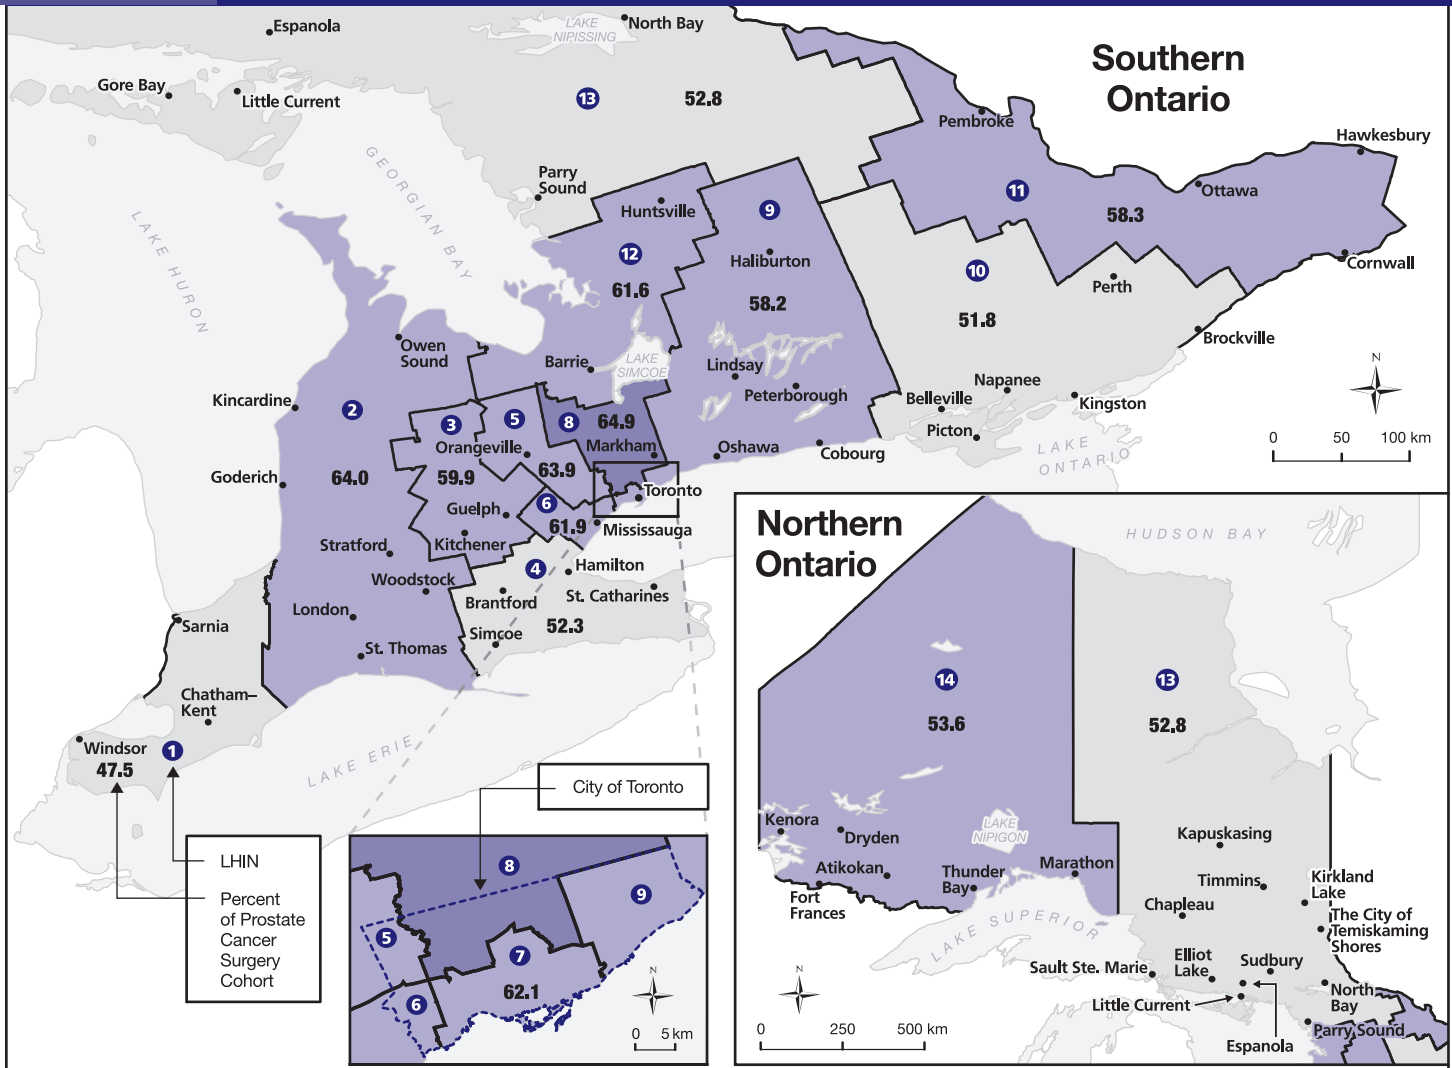 Southern
Ontario
Espanola
North Bay
LAKE
NIPISSING
Gore Bay
Little Current
13
52.8
Pembroke
Hawkesbury
Parry
Sound
GEORGIAN BAY
LAKE HURON
Huntsville
9
11
58.3
Ottawa
12
61.6
Haliburton
58.2
10
51.8
Perth
Cornwall
Brockville
Owen
Sound
Barrie
LAKE
SIMCOE
Lindsay
Peterborough
Napanee
Belleville
Kingston
Picton
LAKE
ONTARIO
N
0 50 100 km
Kincardine
2
3
5
8
64.9
Markham
Orangeville
Oshawa
Cobourg
Goderich
64.0
59.9
63.9
Toronto
Guelph
6
61.9
Mississauga
Stratford
Kitchener
4
Hamilton
Woodstock
Brantford
St. Catharines
London
Simcoe
52.3
Sarnia
St. Thomas
Chatham–
Kent
Windsor
1
47.5
LAKE ERIE
LHIN
Percent
of Prostate
Cancer
Surgery
Cohort
City of Toronto
8
9
5
7
62.1
6
N
0 5 km
Northern
Ontario
HUDSON BAY
14
53.6
13
52.8
Kenora
Dryden
LAKE
NIPIGON
Atikokan
Thunder
Bay
Marathon
Fort
Frances
LAKE SUPERIOR
Kapuskasing
Timmins
Kirkland
Lake
Chapleau
The City of
Temiskaming
Shores
Elliot
Lake
Sudbury
Sault Ste. Marie
North
Bay
Little Current
Parry Sound
Espanola
N
0 250 500 km